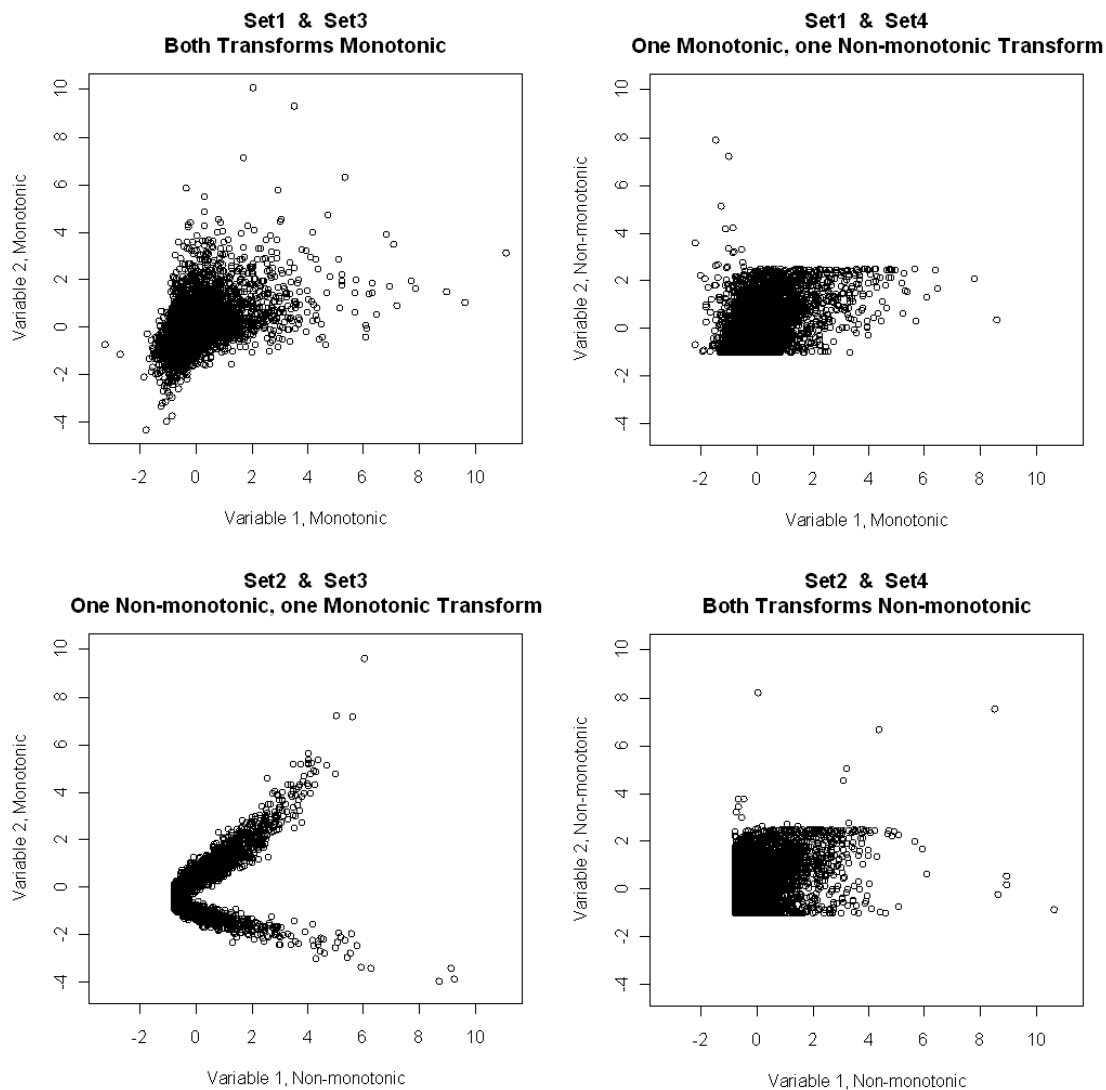 Set1 & Set3
Both Transforms Monotonic
10
8
6
4
2
0
-2
-4
Variable 2, Monotonic
-2 0 2 4 6 8 10
Variable 1, Monotonic
Set1 & Set4
One Monotonic, one Non-monotonic Transform
10
8
6
4
2
0
-2
-4
Variable 2, Non-monotonic
-2 0 2 4 6 8 10
Variable 1, Monotonic
Set2 & Set3
One Non-monotonic, one Monotonic Transform
10
8
6
4
2
0
-2
-4
Variable 2, Monotonic
-2 0 2 4 6 8 10
Variable 1, Non-monotonic
Set2 & Set4
Both Transforms Non-monotonic
10
8
6
4
2
0
-2
-4
Variable 2, Non-monotonic
-2 0 2 4 6 8 10
Variable 1, Non-monotonic